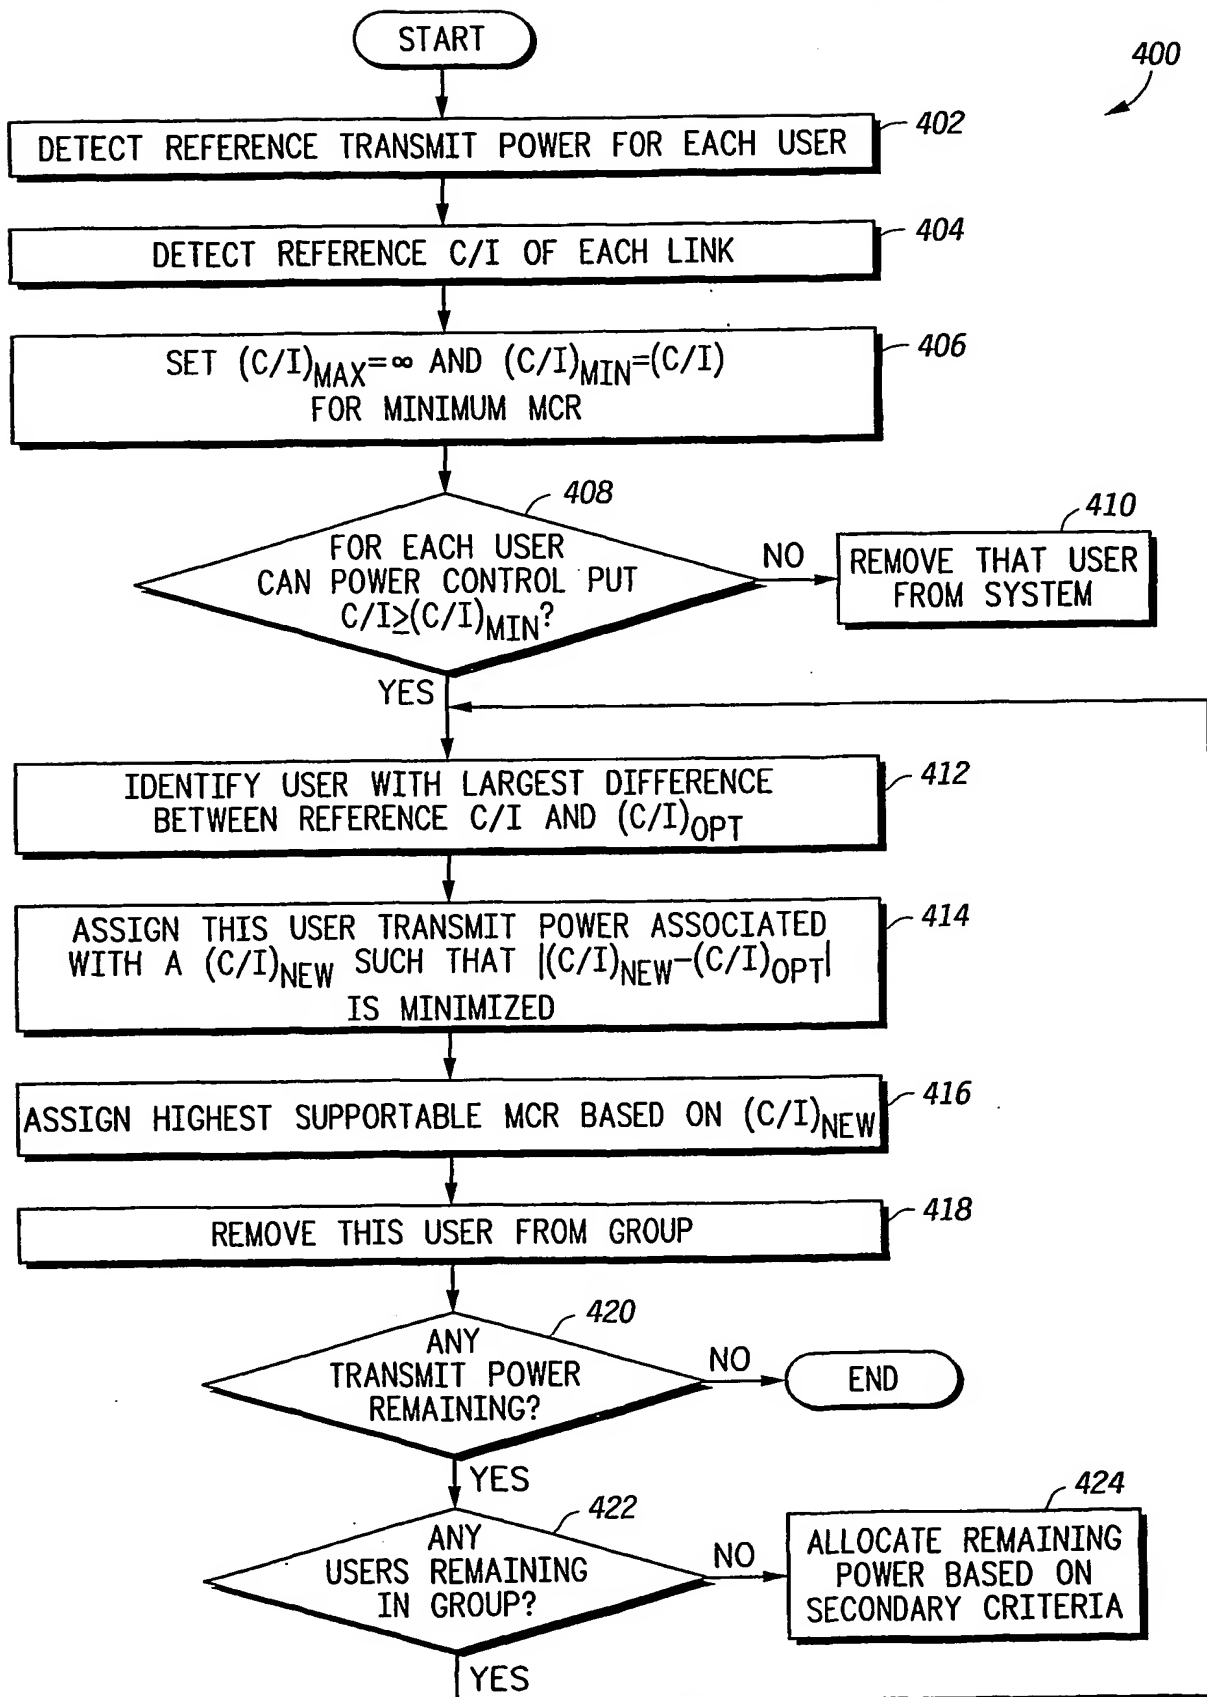 START
400
DETECT REFERENCE TRANSMIT POWER FOR EACH USER
402
DETECT REFERENCE C/I OF EACH LINK
404
SET (C/I)MAX=∞ AND (C/I)MIN=(C/I)
FOR MINIMUM MCR
406
408
FOR EACH USER
CAN POWER CONTROL PUT
C/I≥(C/I)MIN?
NO
410
REMOVE THAT USER
FROM SYSTEM
YES
IDENTIFY USER WITH LARGEST DIFFERENCE
BETWEEN REFERENCE C/I AND (C/I)OPT
412
ASSIGN THIS USER TRANSMIT POWER ASSOCIATED
WITH A (C/I)NEW SUCH THAT |(C/I)NEW-(C/I)OPT|
IS MINIMIZED
414
ASSIGN HIGHEST SUPPORTABLE MCR BASED ON (C/I)NEW
416
REMOVE THIS USER FROM GROUP
418
420
ANY
TRANSMIT POWER
REMAINING?
NO
END
YES
422
ANY
USERS REMAINING
IN GROUP?
NO
424
ALLOCATE REMAINING
POWER BASED ON
SECONDARY CRITERIA
YES